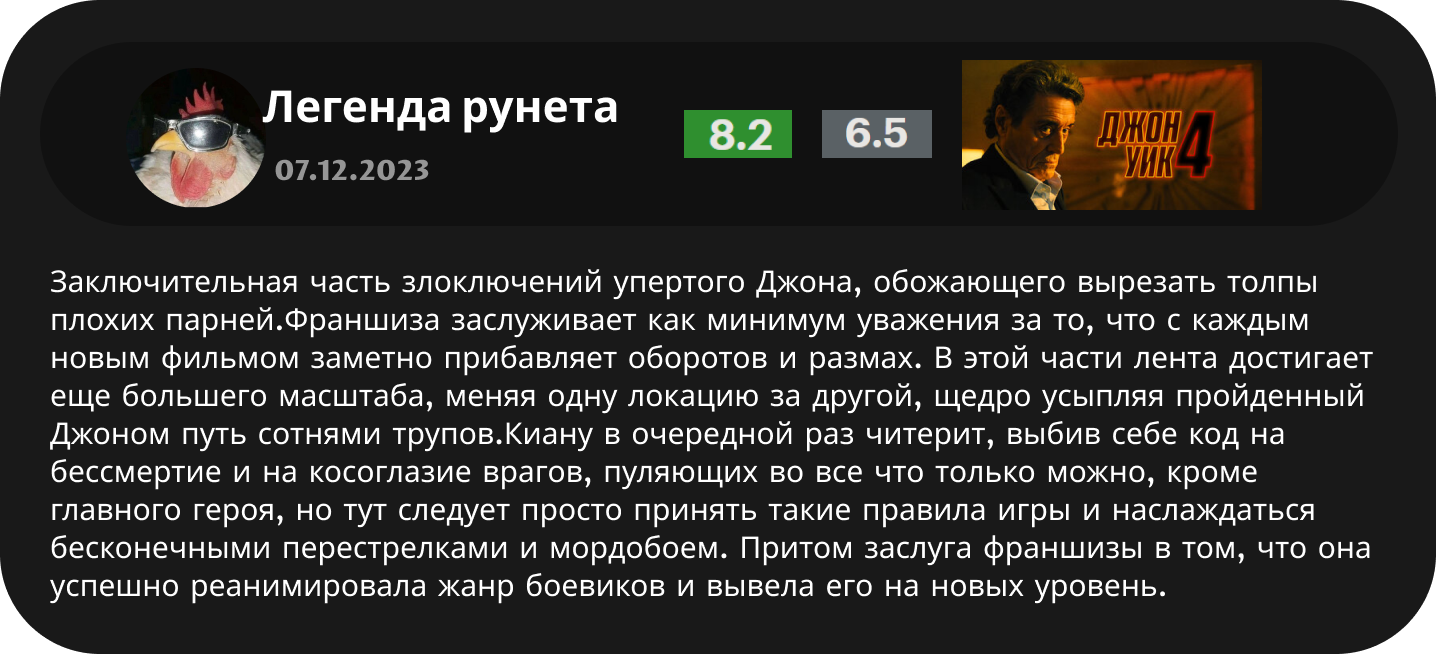 Легенда рунета
07.12.2023
8.2
6.5
ДЖОН
УИК 4
Заключительная часть злоключений упертого Джона, обожающего вырезать толпы
плохих парней.Франшиза заслуживает как минимум уважения за то, что с каждым
новым фильмом заметно прибавляет оборотов и размах. В этой части лента достигает
еще большего масштаба, меняя одну локацию за другой, щедро усыпляя пройденный
Джоном путь сотнями трупов.Киану в очередной раз читерит, выбив себе код на
бессмертие и на косоглазие врагов, пуляющих во все что только можно, кроме
главного героя, но тут следует просто принять такие правила игры и наслаждаться
бесконечными перестрелками и мордобоем. Притом заслуга франшизы в том, что она
успешно реанимировала жанр боевиков и вывела его на новых уровень.